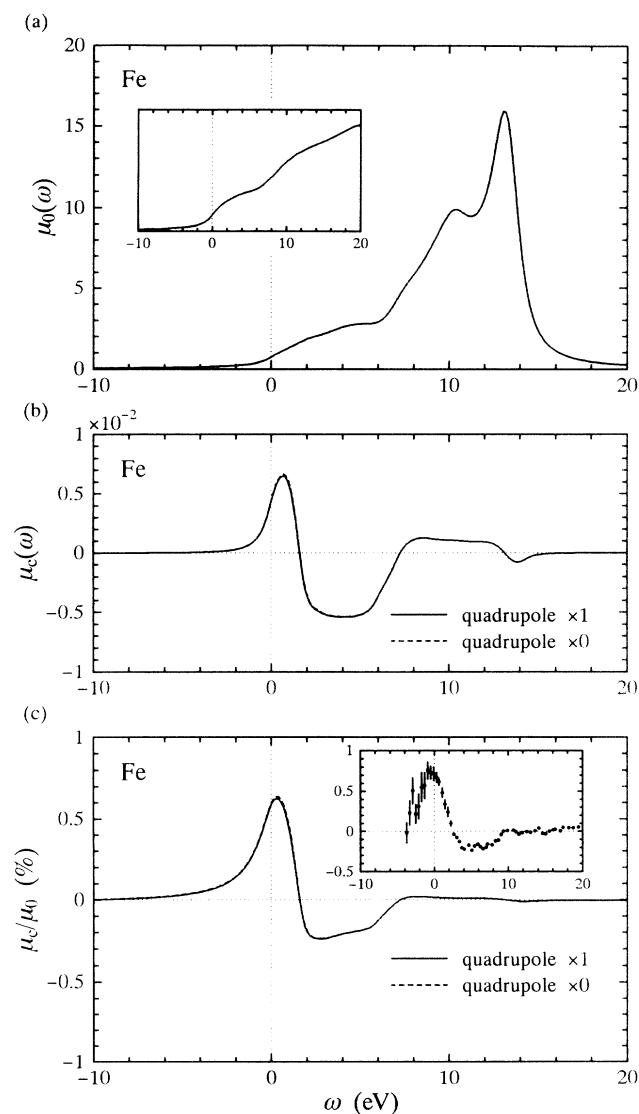 (a)
20
15
10
5
0
μ₀(ω)
Fe
-10 0 10 20
-10 0 10 20
(b)
×10⁻²
1
0.5
0
-0.5
-1
μc(ω)
Fe
quadrupole ×1
quadrupole ×0
-10 0 10 20
(c)
1
0.5
0
-0.5
-1
μc/μ₀ (%)
Fe
1
0.5
0
-0.5
-10 0 10 20
quadrupole ×1
quadrupole ×0
-10 0 10 20
ω (eV)